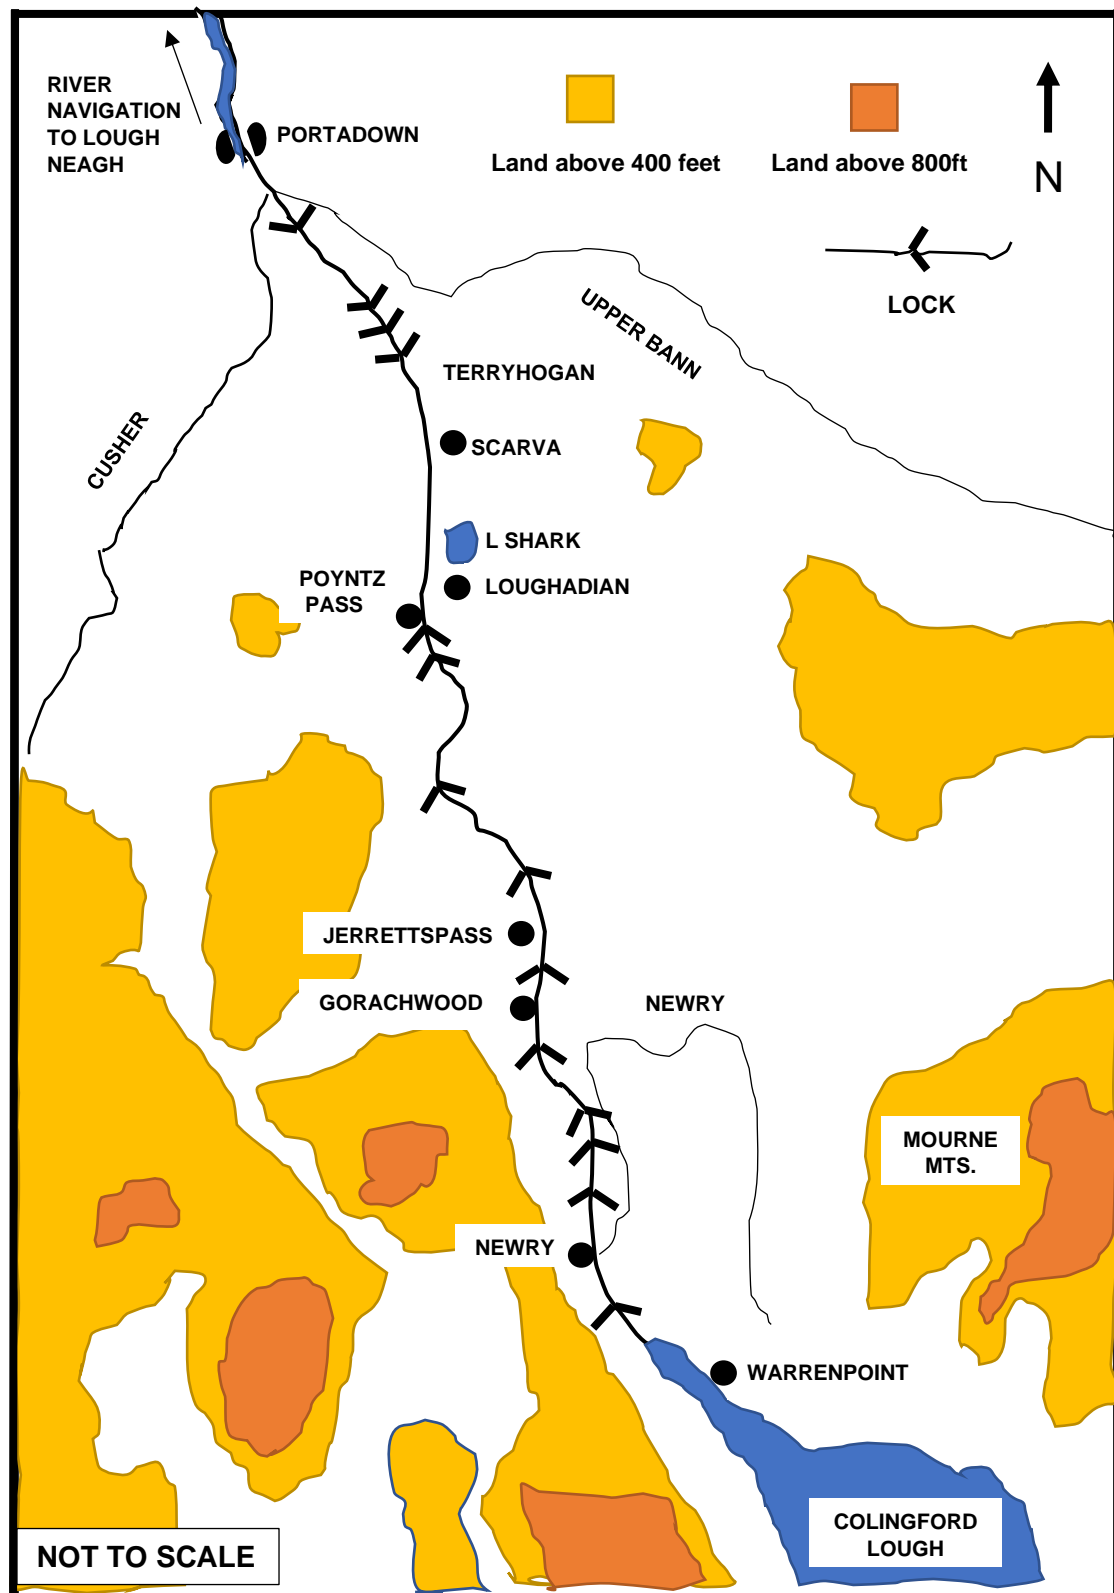 RIVER
NAVIGATION
TO LOUGH
NEAGH
PORTADOWN
Land above 400 feet
Land above 800ft
N
LOCK
UPPER BANN
TERRYHOGAN
CUSHER
SCARVA
L SHARK
POYNTZ
PASS
LOUGHADIAN
JERRETTSPASS
GORACHWOOD
NEWRY
MOURNE
MTS.
NEWRY
WARRENPOINT
COLINGFORD
LOUGH
NOT TO SCALE